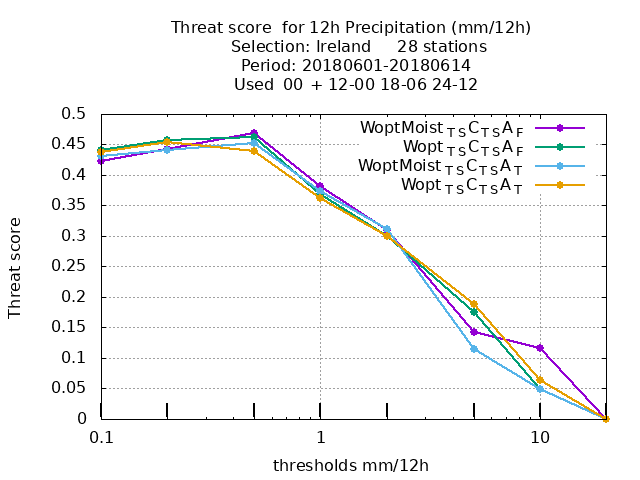 Threat score  for 12h Precipitation (mm/12h)
Selection: Ireland     28 stations
Period: 20180601-20180614
Used  00  + 12-00 18-06 24-12
0.5
WoptMoist TS C TS A F
0.45
Wopt TS C TS A F
WoptMoist TS C TS A T
0.4
Wopt TS C TS A T
0.35
0.3
0.25
0.2
0.15
0.1
0.05
0
Threat score
0.1 1 10
thresholds mm/12h